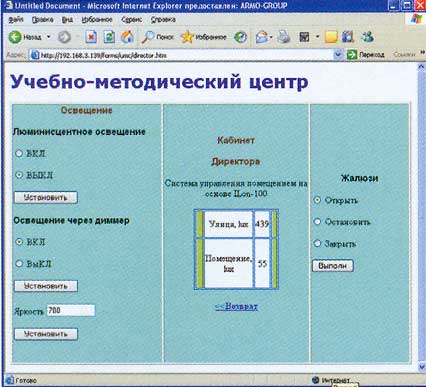 Untitled Document - Microsoft Internet Explorer предоставлен: ARMO-GROUP
Файл Правка Вид Избранное Сервис Справка
Назад Поиск Избранное
Адрес: http://192.168.3.139/forms/umc/director.htm Переход Ссылки
Учебно-методический центр
Освещение
Люминисцентное освещение
ВКЛ
ВЫКЛ
Установить
Освещение через диммер
ВКЛ
ВыКЛ
Установить
Яркость 700
Установить
Кабинет
Директора
Система управления помещением на
основе ILon-100
Улица, lux 439
Помещение,
lux 55
<<Возврат
Жалюзи
Открыть
Остановить
Закрыть
Выполн
Готово Интернет